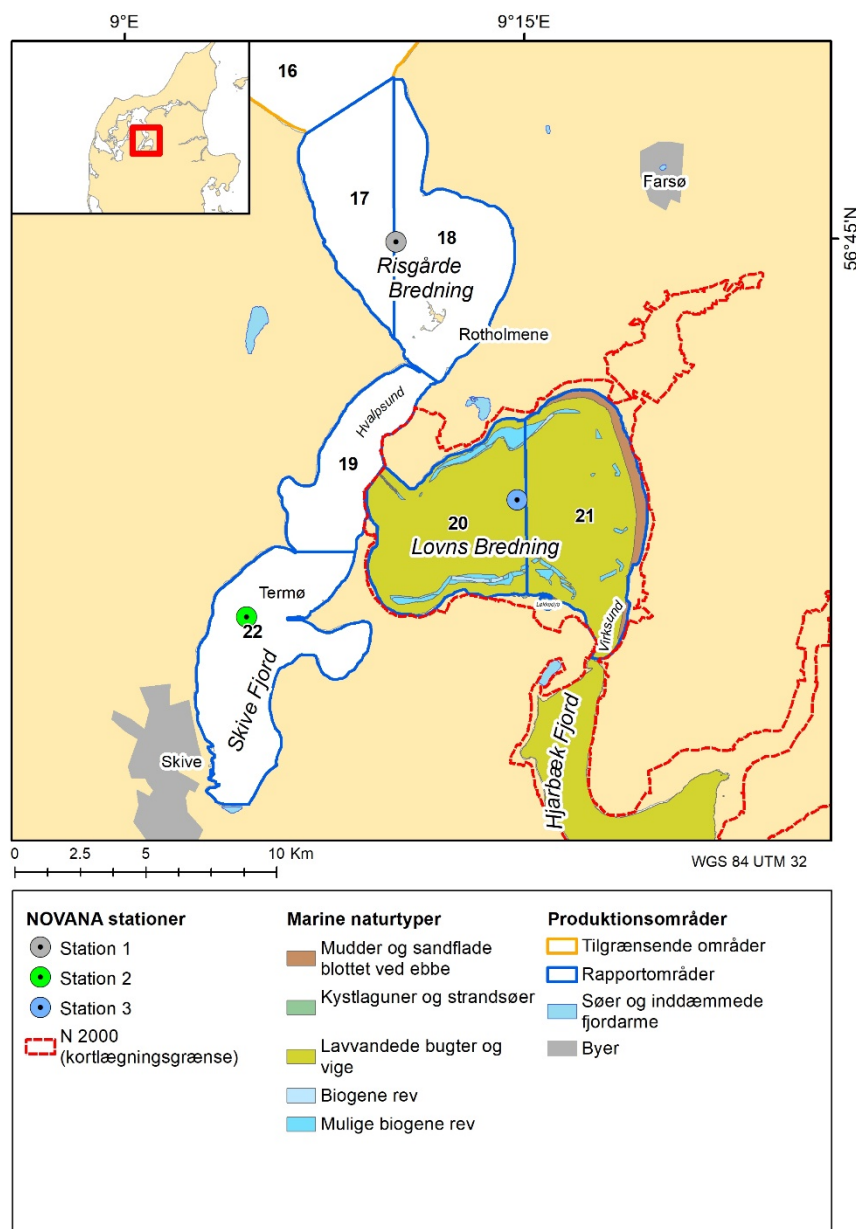 9°E
9°15'E
16
17
18
Farsø
56°45'N
Risgårde
Bredning
Rotholmene
Hvalpsund
19
20
21
Lovns Bredning
Termø
22
Virksund
Skive Fjord
Skive
Hjarbæk Fjord
0 2.5 5 10 Km
WGS 84 UTM 32
NOVANA stationer
Station 1
Station 2
Station 3
N 2000
(kortlægningsgrænse)
Marine naturtyper
Mudder og sandflade
blottet ved ebbe
Kystlaguner og strandsøer
Lavvandede bugter og
vige
Biogene rev
Mulige biogene rev
Produktionsområder
Tilgrænsende områder
Rapportområder
Søer og inddæmmede
fjordarme
Byer